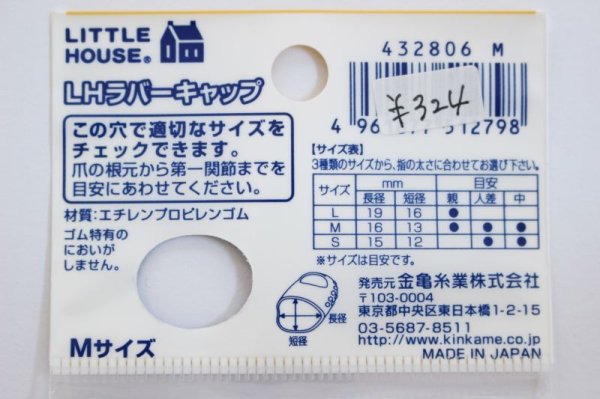 LITTLE
HOUSE®
LHラバーキャップ
この穴で適切なサイズを
チェックできます。
爪の根元から第一関節までを
目安にあわせてください。
材質:エチレンプロピレンゴム
ゴム特有の
においが
しません。
Mサイズ
432806 M
¥324
4 96 512798
【サイズ表】
3種類のサイズから、指の太さに合わせてお選び下さい。
サイズ mm 目安
長径 短径 親 人差 中
L 19 16 ●
M 16 13 ● ● ●
S 15 12 ● ●
※サイズは目安です。
長径
短径
発売元 金亀糸業株式会社
〒103-0004
東京都中央区東日本橋1-2-15
03-5687-8511
http://www.kinkame.co.jp/
MADE IN JAPAN